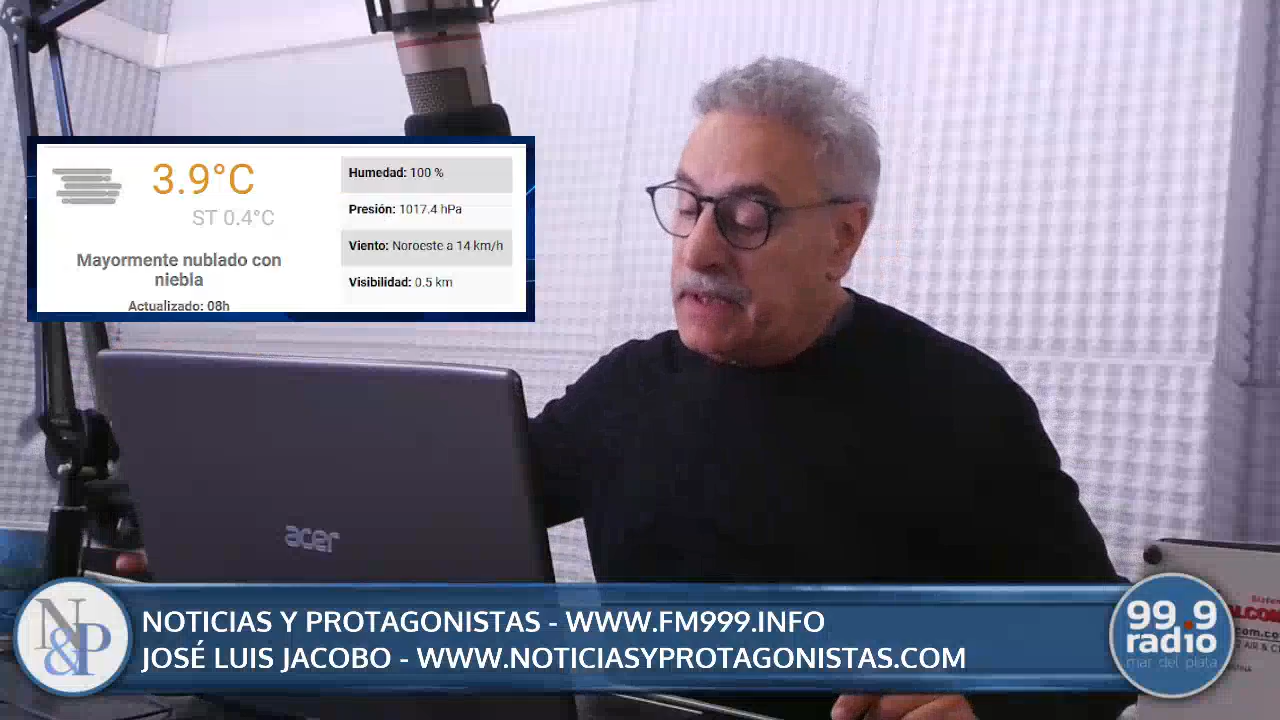 3.9°C
ST 0.4°C
Mayormente nublado con
niebla
Actualizado: 08h
Humedad: 100 %
Presión: 1017.4 hPa
Viento: Noroeste a 14 km/h
Visibilidad: 0.5 km
acer
N&P
NOTICIAS Y PROTAGONISTAS - WWW.FM999.INFO
JOSÉ LUIS JACOBO - WWW.NOTICIASYPROTAGONISTAS.COM
99.9
radio
mar del plata